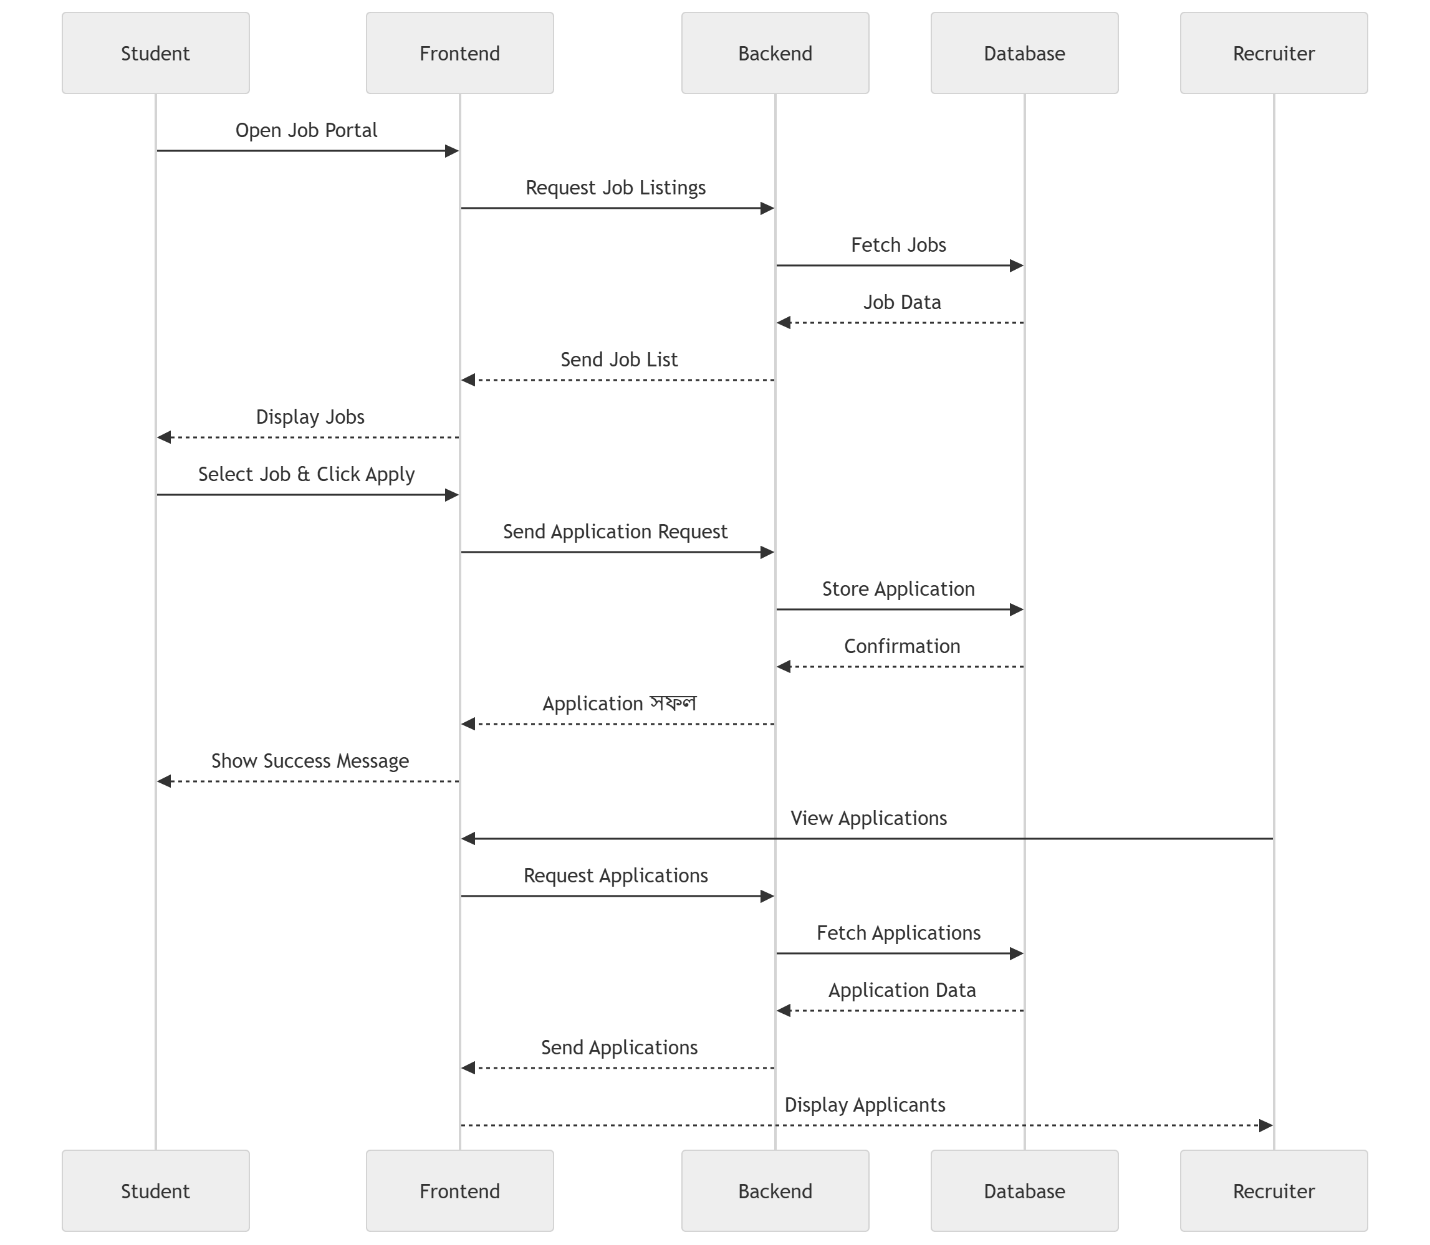 Student
Frontend
Backend
Database
Recruiter
Open Job Portal
Request Job Listings
Fetch Jobs
Job Data
Send Job List
Display Jobs
Select Job & Click Apply
Send Application Request
Store Application
Confirmation
Application সফল
Show Success Message
View Applications
Request Applications
Fetch Applications
Application Data
Send Applications
Display Applicants
Student
Frontend
Backend
Database
Recruiter